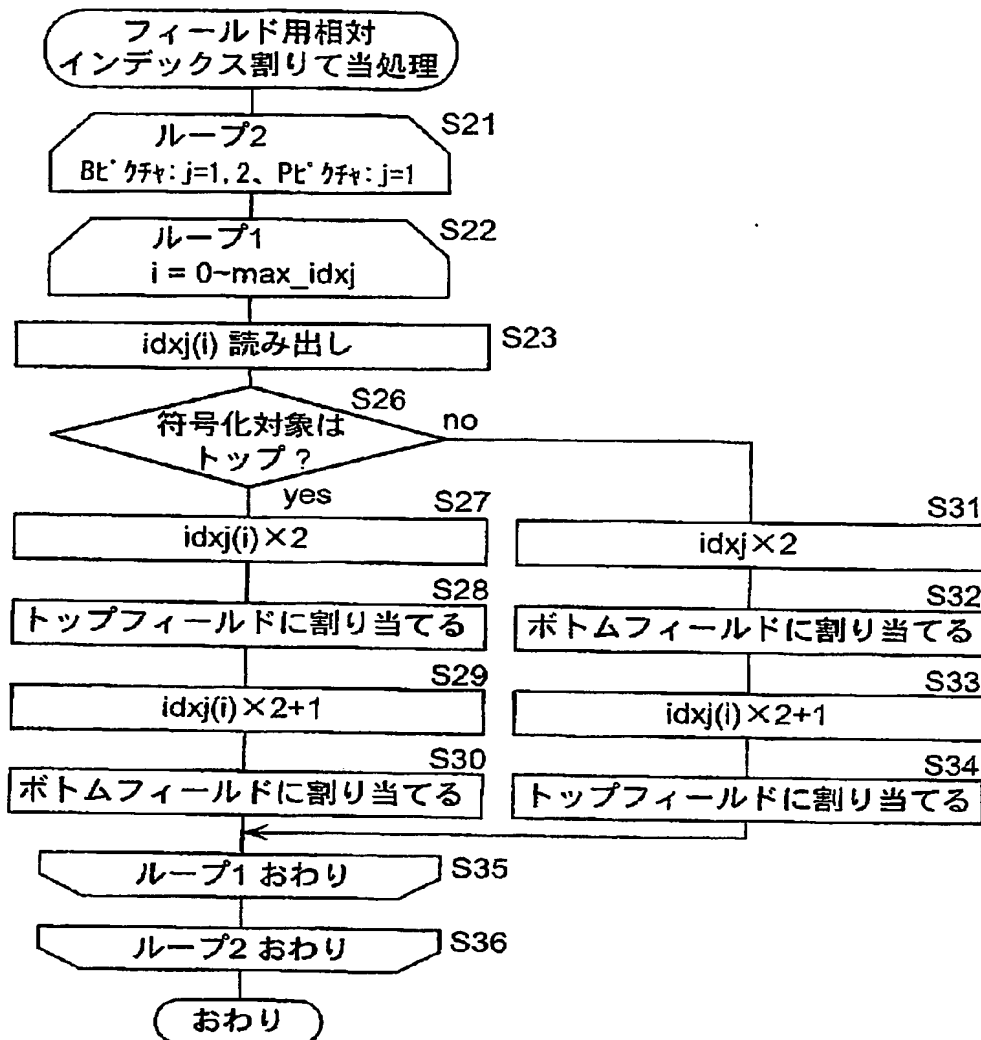 フィールド用相対
インデックス割りて当処理
S21
ループ2
Bピクチャ:j=1,2、Pピクチャ:j=1
S22
ループ1
i = 0~max_idxj
idxj(i) 読み出し
S23
S26
符号化対象は
トップ？
no
yes
S27
idxj(i)×2
S28
トップフィールドに割り当てる
S29
idxj(i)×2+1
S30
ボトムフィールドに割り当てる
S31
idxj×2
S32
ボトムフィールドに割り当てる
S33
idxj(i)×2+1
S34
トップフィールドに割り当てる
ループ1 おわり
S35
ループ2 おわり
S36
おわり